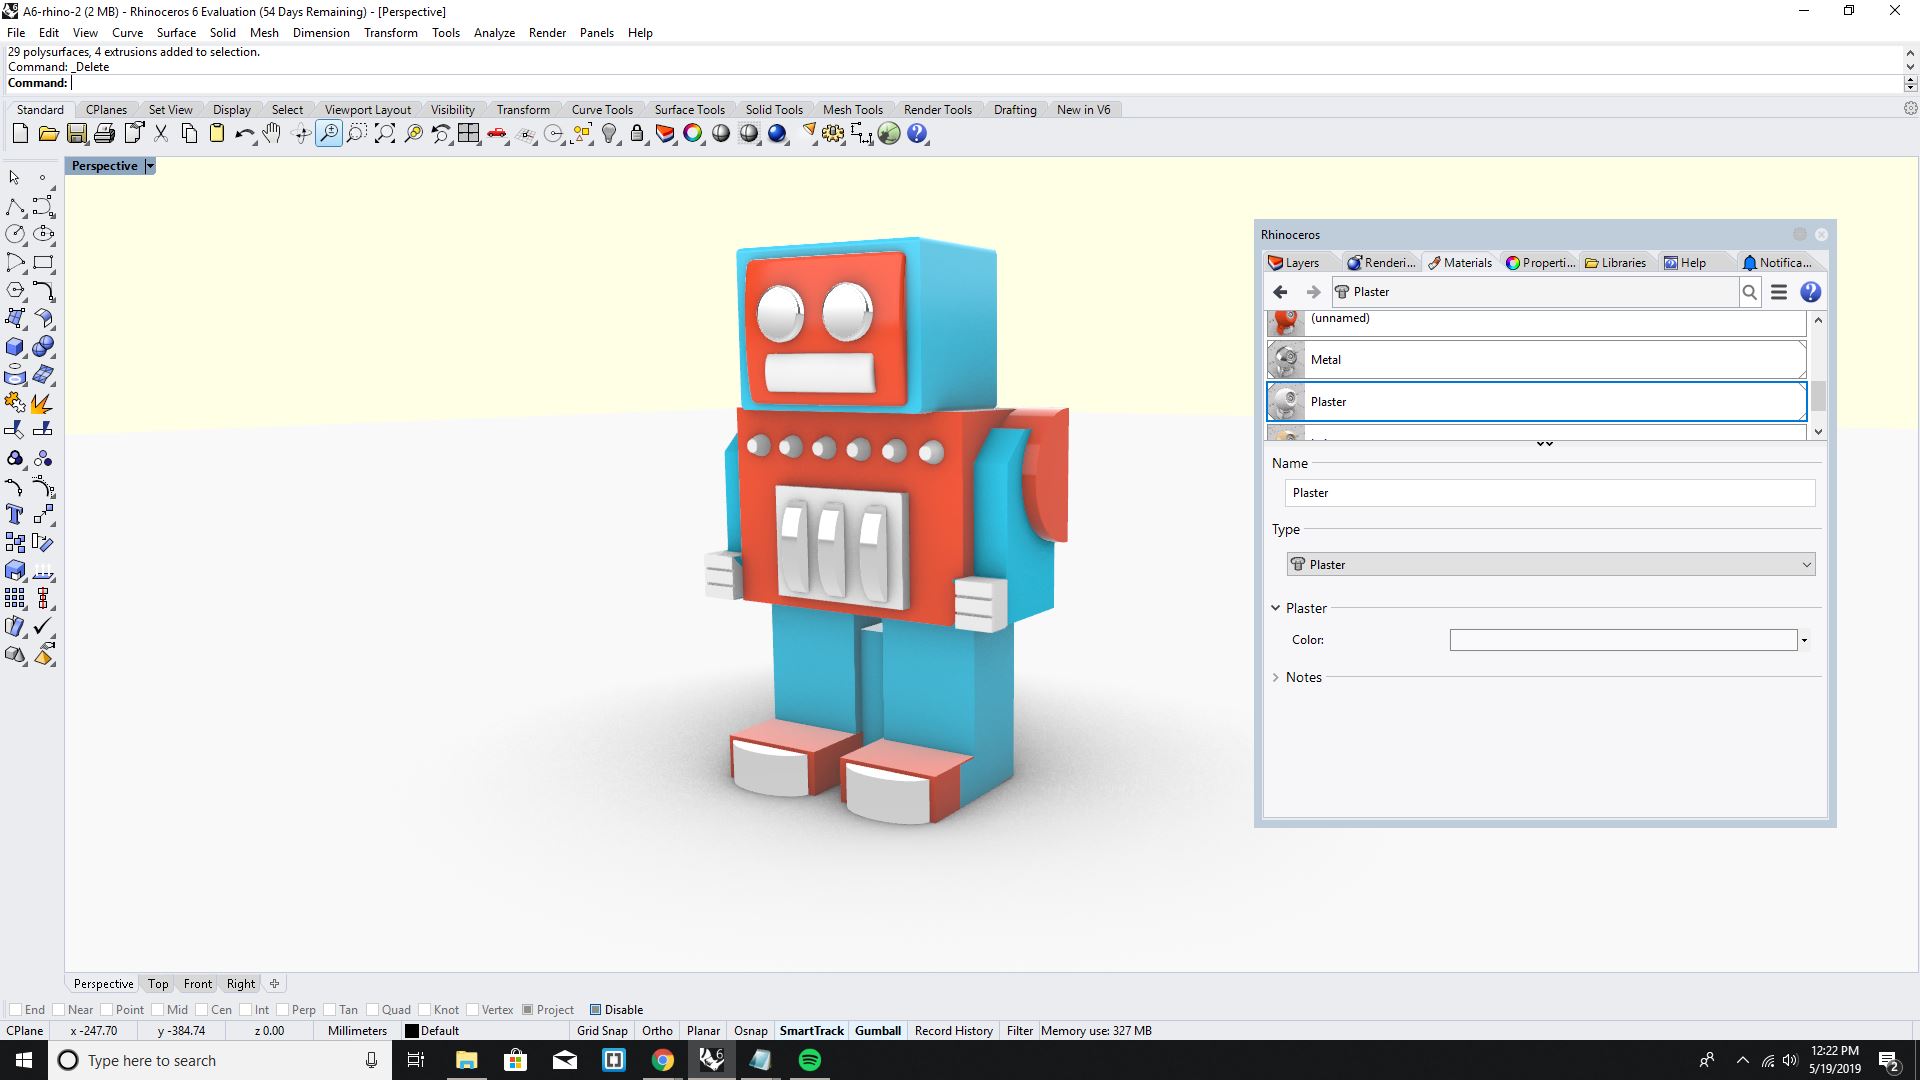 A6-rhino-2 (2 MB) - Rhinoceros 6 Evaluation (54 Days Remaining) - [Perspective]
File Edit View Curve Surface Solid Mesh Dimension Transform Tools Analyze Render Panels Help
29 polysurfaces, 4 extrusions added to selection.
Command: _Delete
Command:
Standard CPlanes Set View Display Select Viewport Layout Visibility Transform Curve Tools Surface Tools Solid Tools Mesh Tools Render Tools Drafting New in V6
Perspective
Rhinoceros
Layers Renderi... Materials Properti... Libraries Help Notifica...
Plaster
(unnamed)
Metal
Plaster
Name
Plaster
Type
Plaster
Plaster
Color:
Notes
Perspective Top Front Right
End Near Point Mid Cen Int Perp Tan Quad Knot Vertex Project Disable
CPlane x -247.70 y -384.74 z 0.00 Millimeters Default Grid Snap Ortho Planar Osnap SmartTrack Gumball Record History Filter Memory use: 327 MB
Type here to search
6
12:22 PM
5/19/2019
2